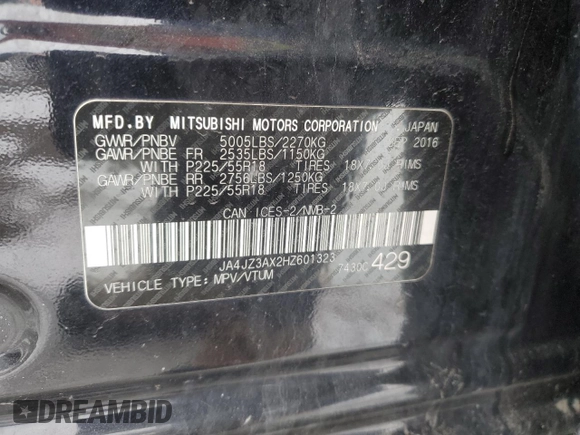 MFD.BY MITSUBISHI MOTORS CORPORATION JAPAN
GVWR/PNBV 5005LBS/2270KG SEP 2016
GAWR/PNBE FR 2535LBS/1150KG
WITH P225/55R18 TIRES RIMS
GAWR/PNBE RR 2756LBS/1250KG
WITH P225/55R18 TIRES RIMS
CAN ICES-2/NMB-2
JA4JZ3AX2HZ601323
7430C 429
VEHICLE TYPE: MPV/VTUM
DREAMBID